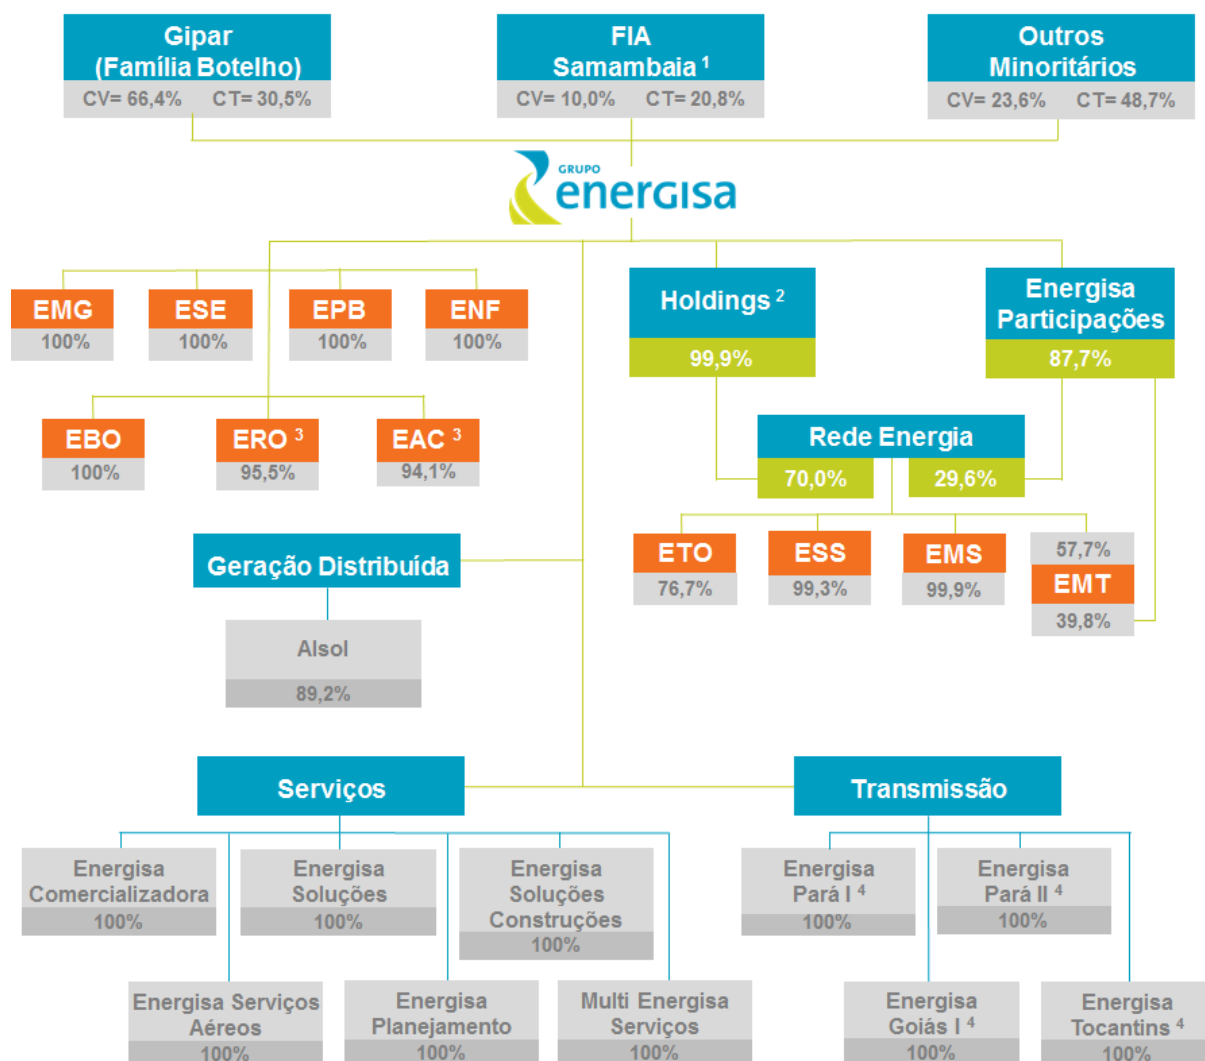 Gipar
(Família Botelho)
CV= 66,4% CT= 30,5%
FIA
Samambaia 1
CV= 10,0% CT= 20,8%
Outros
Minoritários
CV= 23,6% CT= 48,7%
GRUPO
energisa
EMG
100%
ESE
100%
EPB
100%
ENF
100%
Holdings 2
99,9%
Energisa
Participações
87,7%
EBO
100%
ERO 3
95,5%
EAC 3
94,1%
Rede Energia
70,0%
29,6%
ETO
76,7%
ESS
99,3%
EMS
99,9%
57,7%
EMT
39,8%
Geração Distribuída
Alsol
89,2%
Serviços
Transmissão
Energisa
Comercializadora
100%
Energisa
Soluções
100%
Energisa
Soluções
Construções
100%
Energisa
Pará I 4
100%
Energisa
Pará II 4
100%
Energisa Serviços
Aéreos
100%
Energisa
Planejamento
100%
Multi Energisa
Serviços
100%
Energisa
Goiás I 4
100%
Energisa
Tocantins 4
100%